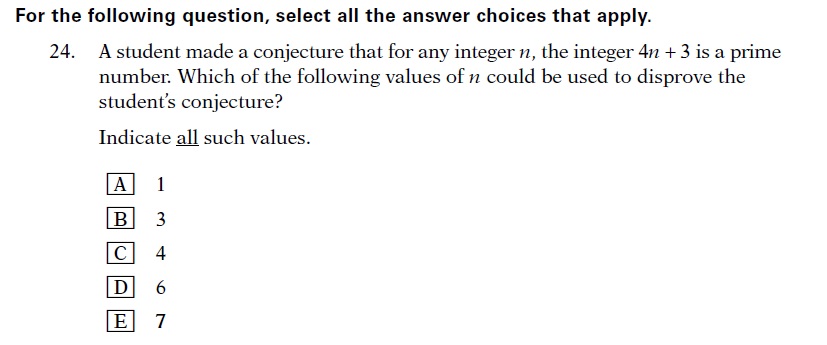 For the following question, select all the answer choices that apply.
24. A student made a conjecture that for any integer n, the integer 4n + 3 is a prime
number. Which of the following values of n could be used to disprove the
student's conjecture?
Indicate all such values.
A 1
B 3
C 4
D 6
E 7